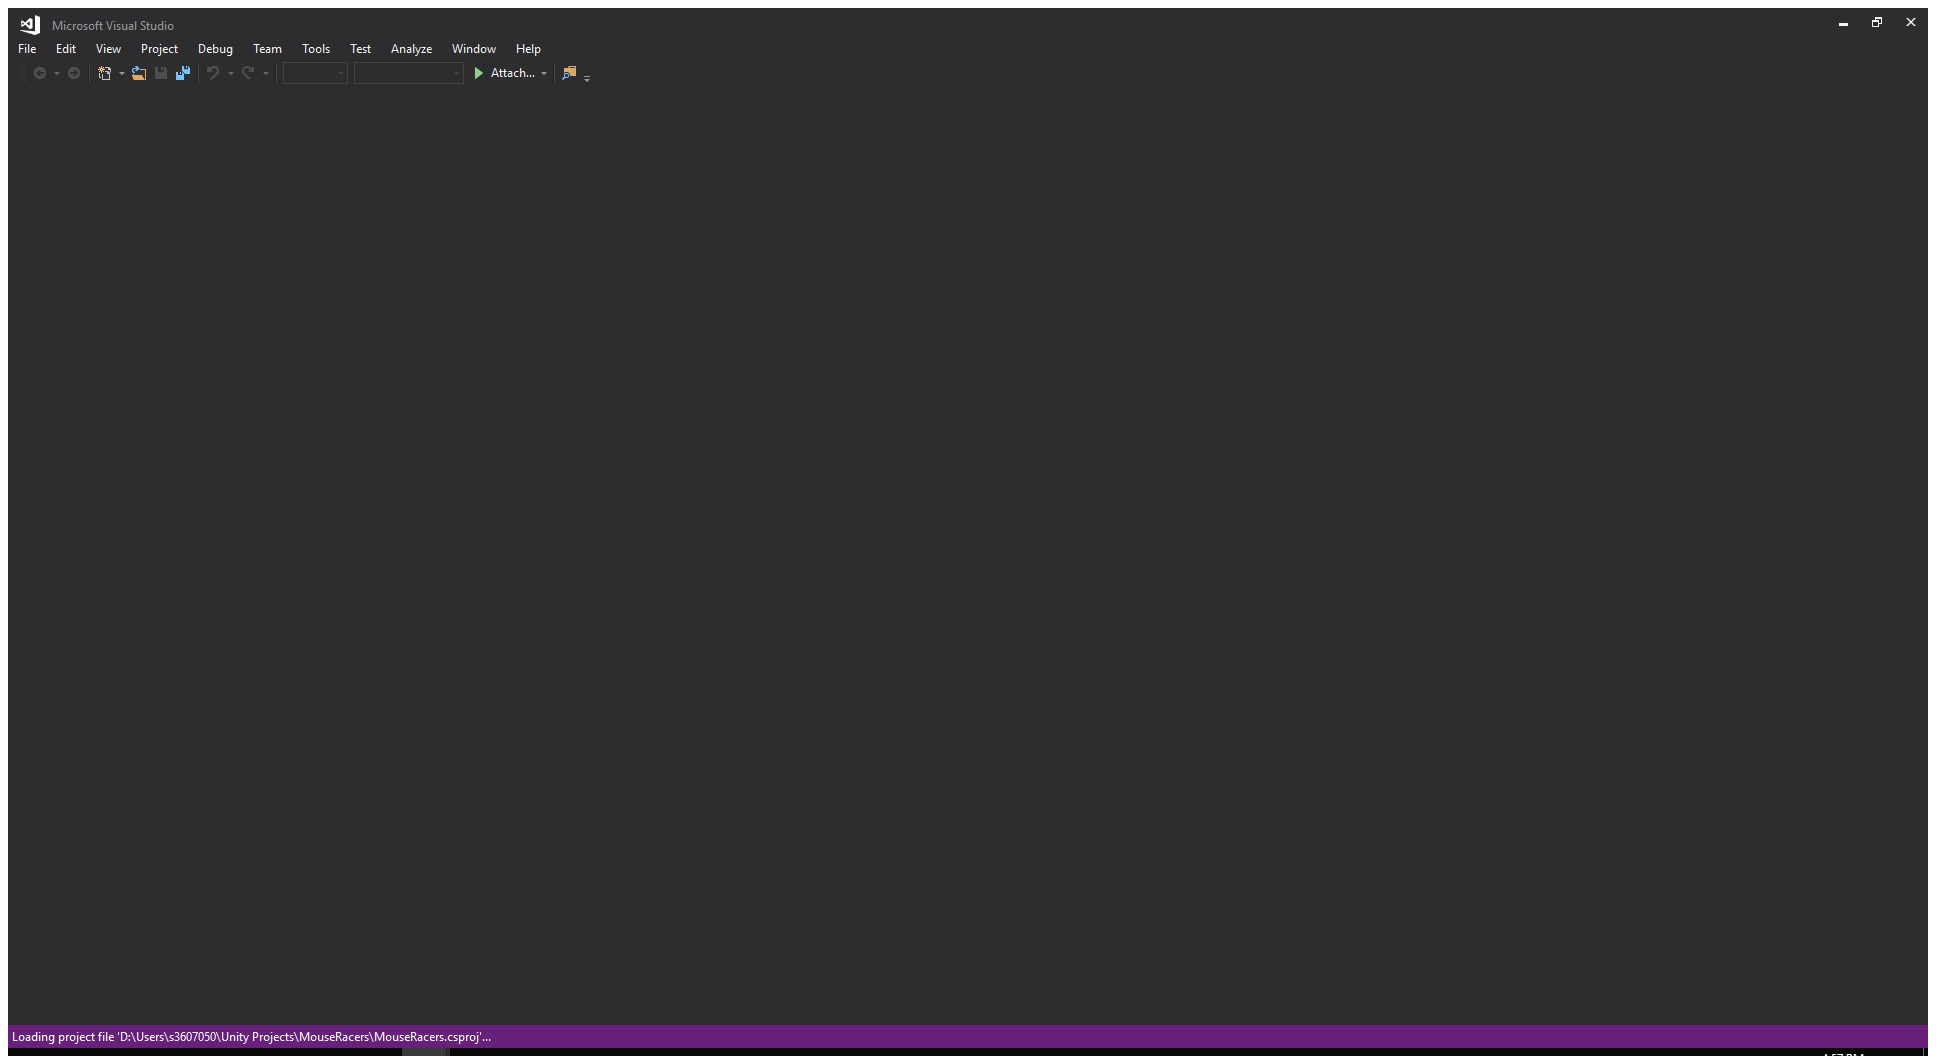 Microsoft Visual Studio
File Edit View Project Debug Team Tools Test Analyze Window Help
Attach...
Loading project file 'D:\Users\s3607050\Unity Projects\MouseRacers\MouseRacers.csproj'...